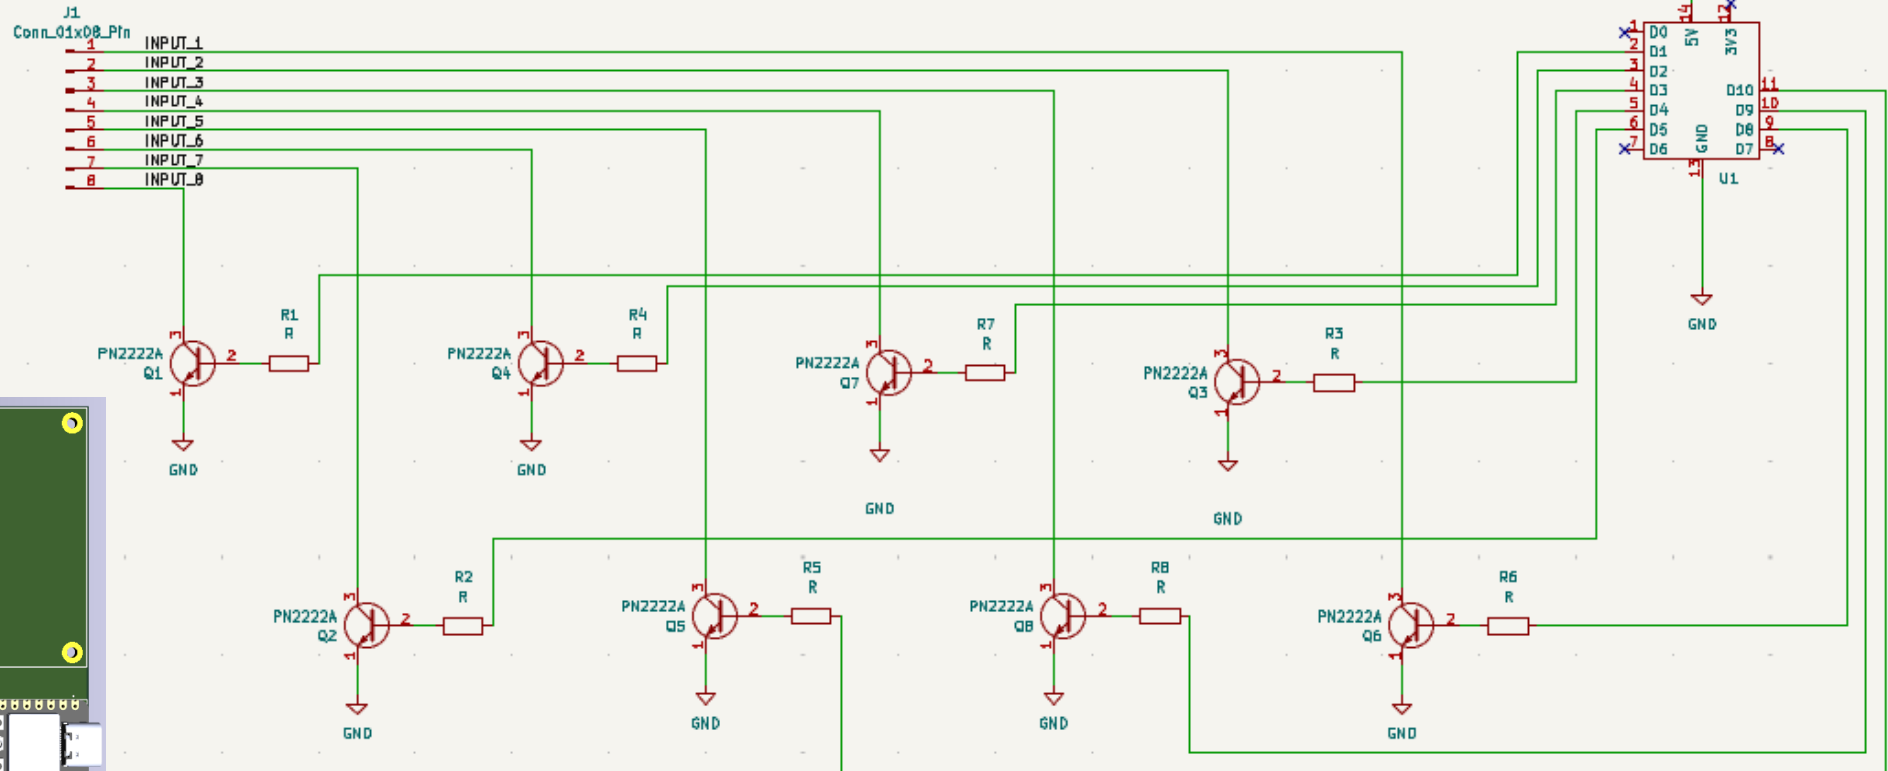 J1
Conn_01x08_Pin
1 INPUT_1
2 INPUT_2
3 INPUT_3
4 INPUT_4
5 INPUT_5
6 INPUT_6
7 INPUT_7
8 INPUT_8
14 12
5V 3V3
1 D0
2 D1
3 D2
4 D3 D10 11
5 D4 D9 10
6 D5 D8 9
7 D6 D7 8
GND
13
U1
GND
R1
R
3
PN2222A
Q1
2
1
GND
R4
R
3
PN2222A
Q4
2
1
GND
R7
R
3
PN2222A
Q7
2
1
GND
R3
R
3
PN2222A
Q3
2
1
GND
R2
R
3
PN2222A
Q2
2
1
GND
R5
R
3
PN2222A
Q5
2
1
GND
R8
R
3
PN2222A
Q8
2
1
GND
R6
R
3
PN2222A
Q6
2
1
GND